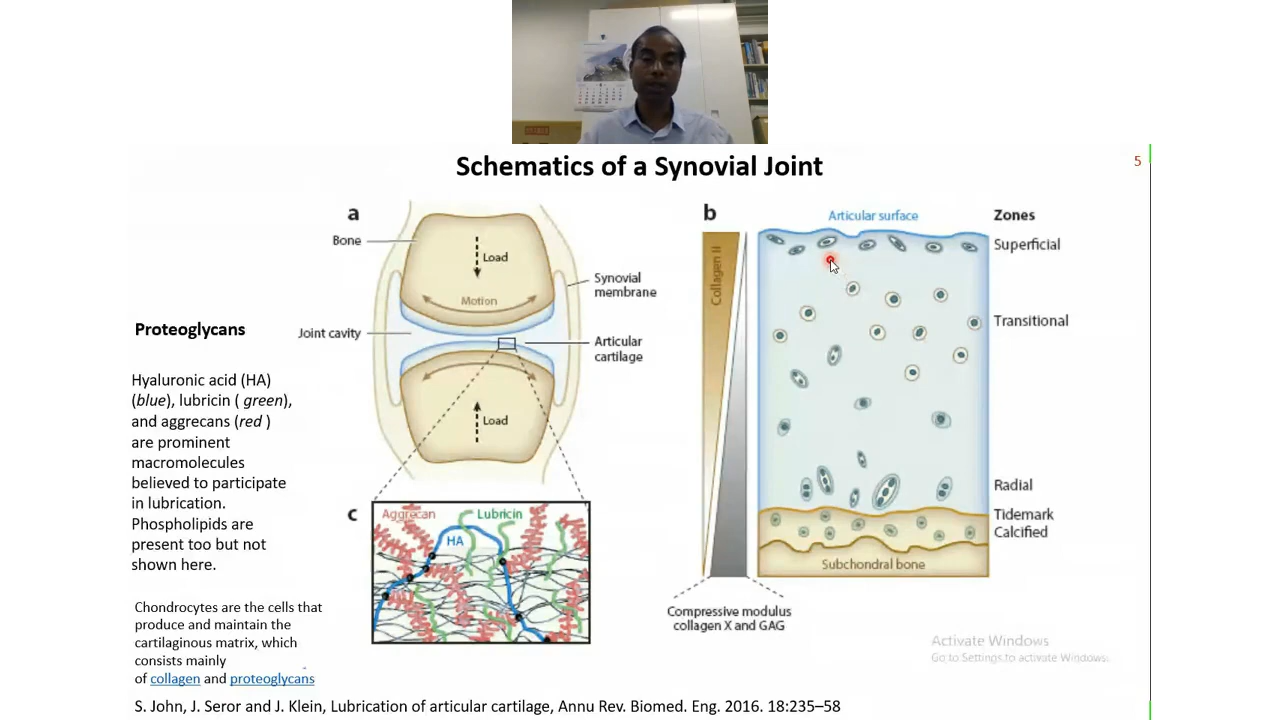 Schematics of a Synovial Joint
5
a
Bone
Load
Motion
Synovial
membrane
Joint cavity
Articular
cartilage
Load
Proteoglycans
Hyaluronic acid (HA)
(blue), lubricin ( green),
and aggrecans (red )
are prominent
macromolecules
believed to participate
in lubrication.
Phospholipids are
present too but not
shown here.
Chondrocytes are the cells that
produce and maintain the
cartilaginous matrix, which
consists mainly
of collagen and proteoglycans
c
Aggrecan
Lubricin
HA
b
Articular surface
Zones
Collagen II
Superficial
Transitional
Radial
Tidemark
Calcified
Subchondral bone
Compressive modulus
collagen X and GAG
Activate Windows
Go to Settings to activate Windows.
S. John, J. Seror and J. Klein, Lubrication of articular cartilage, Annu Rev. Biomed. Eng. 2016. 18:235–58